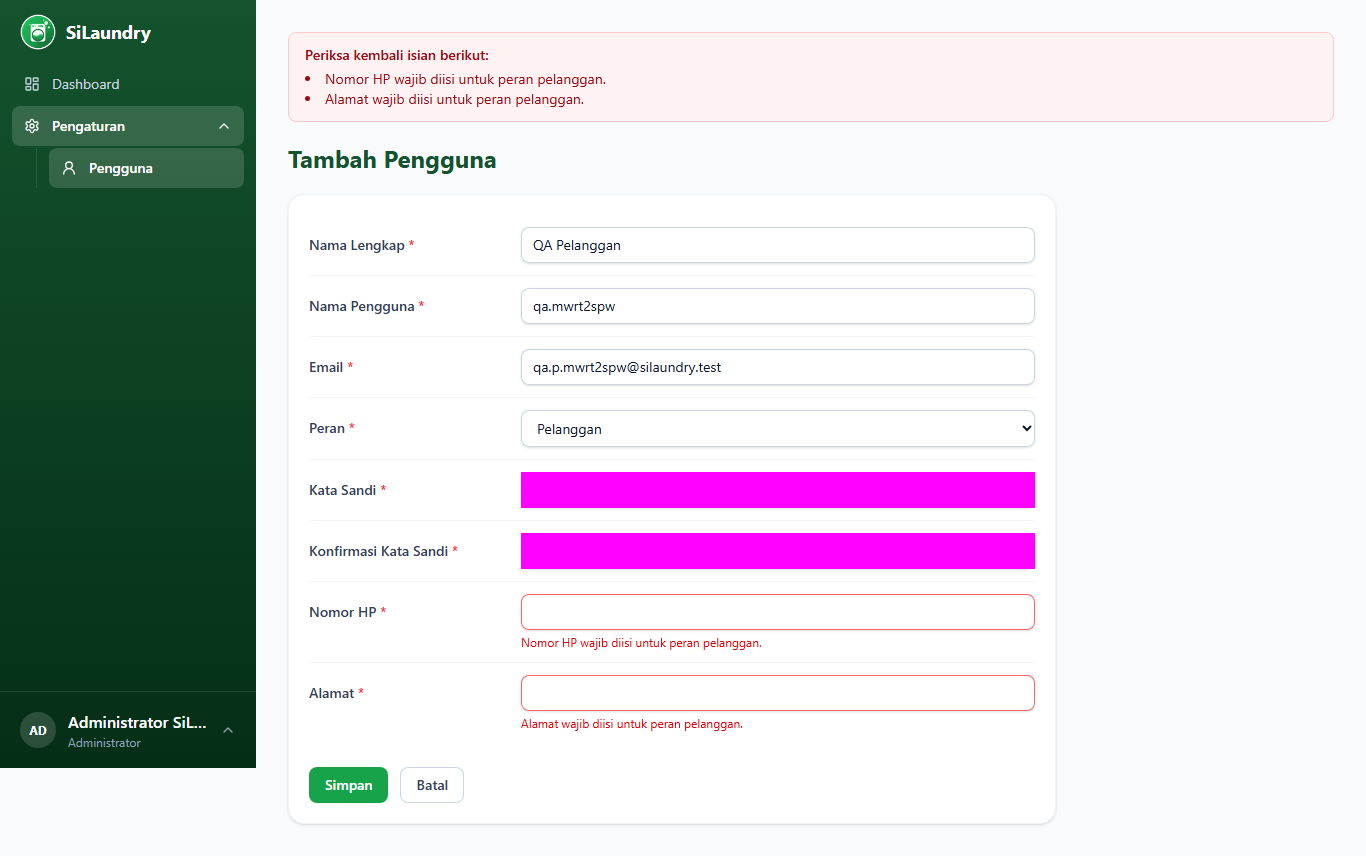 SiLaundry
Dashboard
Pengaturan
Pengguna
AD
Administrator SiL...
Administrator
Periksa kembali isian berikut:
• Nomor HP wajib diisi untuk peran pelanggan.
• Alamat wajib diisi untuk peran pelanggan.
Tambah Pengguna
Nama Lengkap * QA Pelanggan
Nama Pengguna * qa.mwrt2spw
Email * qa.p.mwrt2spw@silaundry.test
Peran * Pelanggan
Kata Sandi *
Konfirmasi Kata Sandi *
Nomor HP *
Nomor HP wajib diisi untuk peran pelanggan.
Alamat *
Alamat wajib diisi untuk peran pelanggan.
Simpan Batal